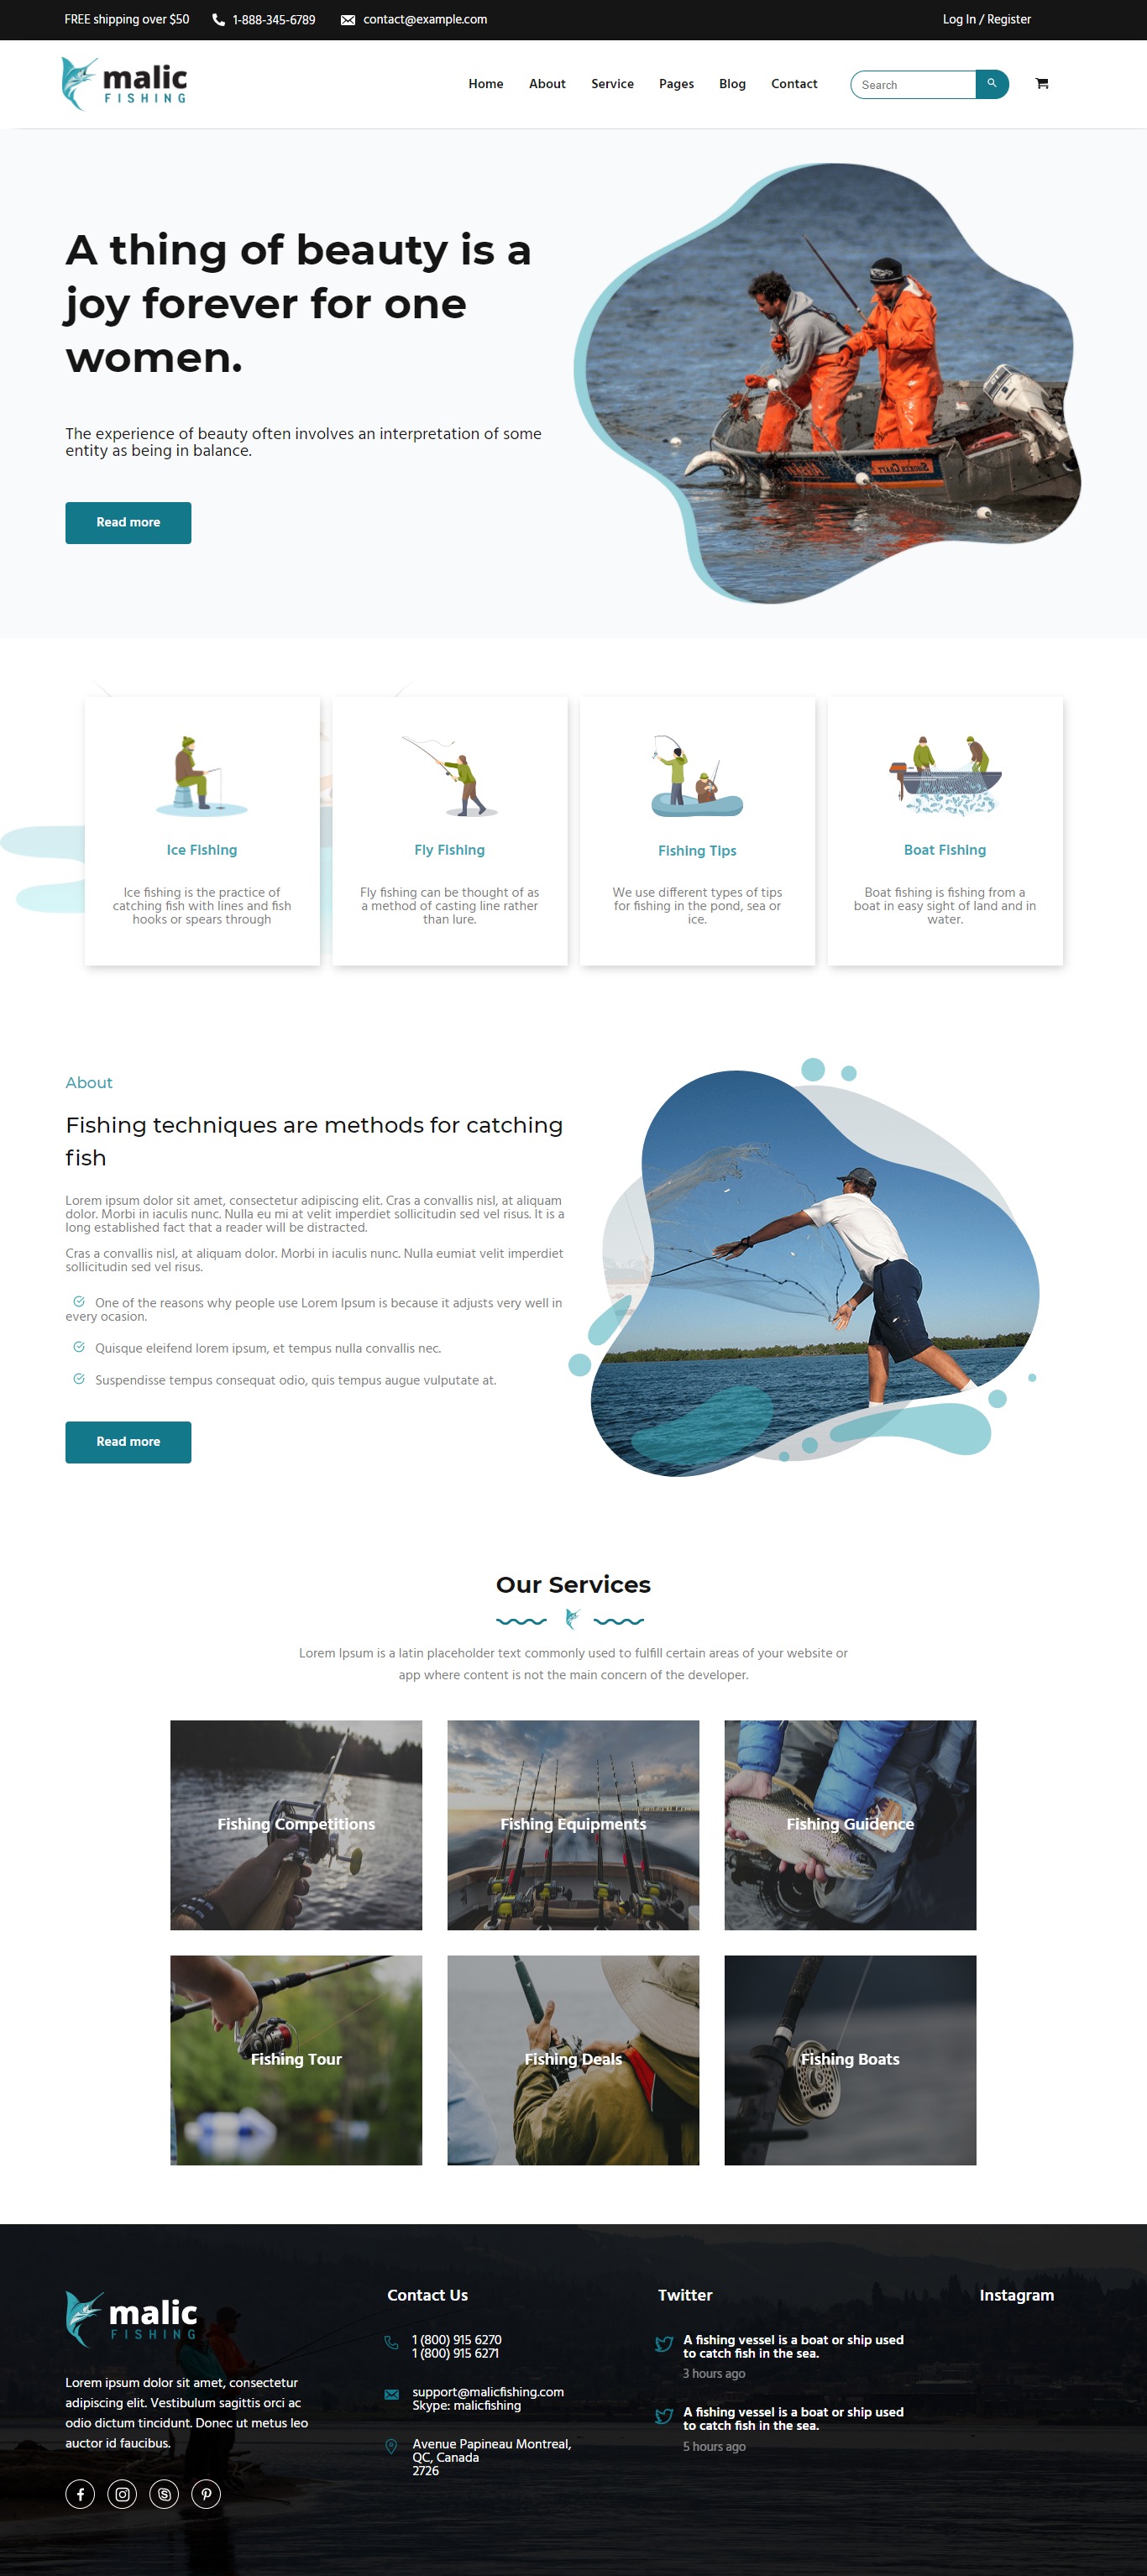 FREE shipping over $50
1-888-345-6789
contact@example.com
Log In / Register
malic
FISHING
Home
About
Service
Pages
Blog
Contact
Search
A thing of beauty is a
joy forever for one
women.
The experience of beauty often involves an interpretation of some
entity as being in balance.
Read more
Ice Fishing
Ice fishing is the practice of
catching fish with lines and fish
hooks or spears through
Fly Fishing
Fly fishing can be thought of as
a method of casting line rather
than lure.
Fishing Tips
We use different types of tips
for fishing in the pond, sea or
ice.
Boat Fishing
Boat fishing is fishing from a
boat in easy sight of land and in
water.
About
Fishing techniques are methods for catching
fish
Lorem ipsum dolor sit amet, consectetur adipiscing elit. Cras a convallis nisl, at aliquam
dolor. Morbi in iaculis nunc. Nulla eu mi at velit imperdiet sollicitudin sed vel risus. It is a
long established fact that a reader will be distracted.
Cras a convallis nisl, at aliquam dolor. Morbi in iaculis nunc. Nulla eumiat velit imperdiet
sollicitudin sed vel risus.
One of the reasons why people use Lorem Ipsum is because it adjusts very well in
every ocasion.
Quisque eleifend lorem ipsum, et tempus nulla convallis nec.
Suspendisse tempus consequat odio, quis tempus augue vulputate at.
Read more
Our Services
Lorem Ipsum is a latin placeholder text commonly used to fulfill certain areas of your website or
app where content is not the main concern of the developer.
Fishing Competitions
Fishing Equipments
Fishing Guidence
Fishing Tour
Fishing Deals
Fishing Boats
malic
FISHING
Lorem ipsum dolor sit amet, consectetur
adipiscing elit. Vestibulum sagittis orci ac
odio dictum tincidunt. Donec ut metus leo
auctor id faucibus.
Contact Us
1 (800) 915 6270
1 (800) 915 6271
support@malicfishing.com
Skype: malicfishing
Avenue Papineau Montreal,
QC, Canada
2726
Twitter
A fishing vessel is a boat or ship used
to catch fish in the sea.
3 hours ago
A fishing vessel is a boat or ship used
to catch fish in the sea.
5 hours ago
Instagram